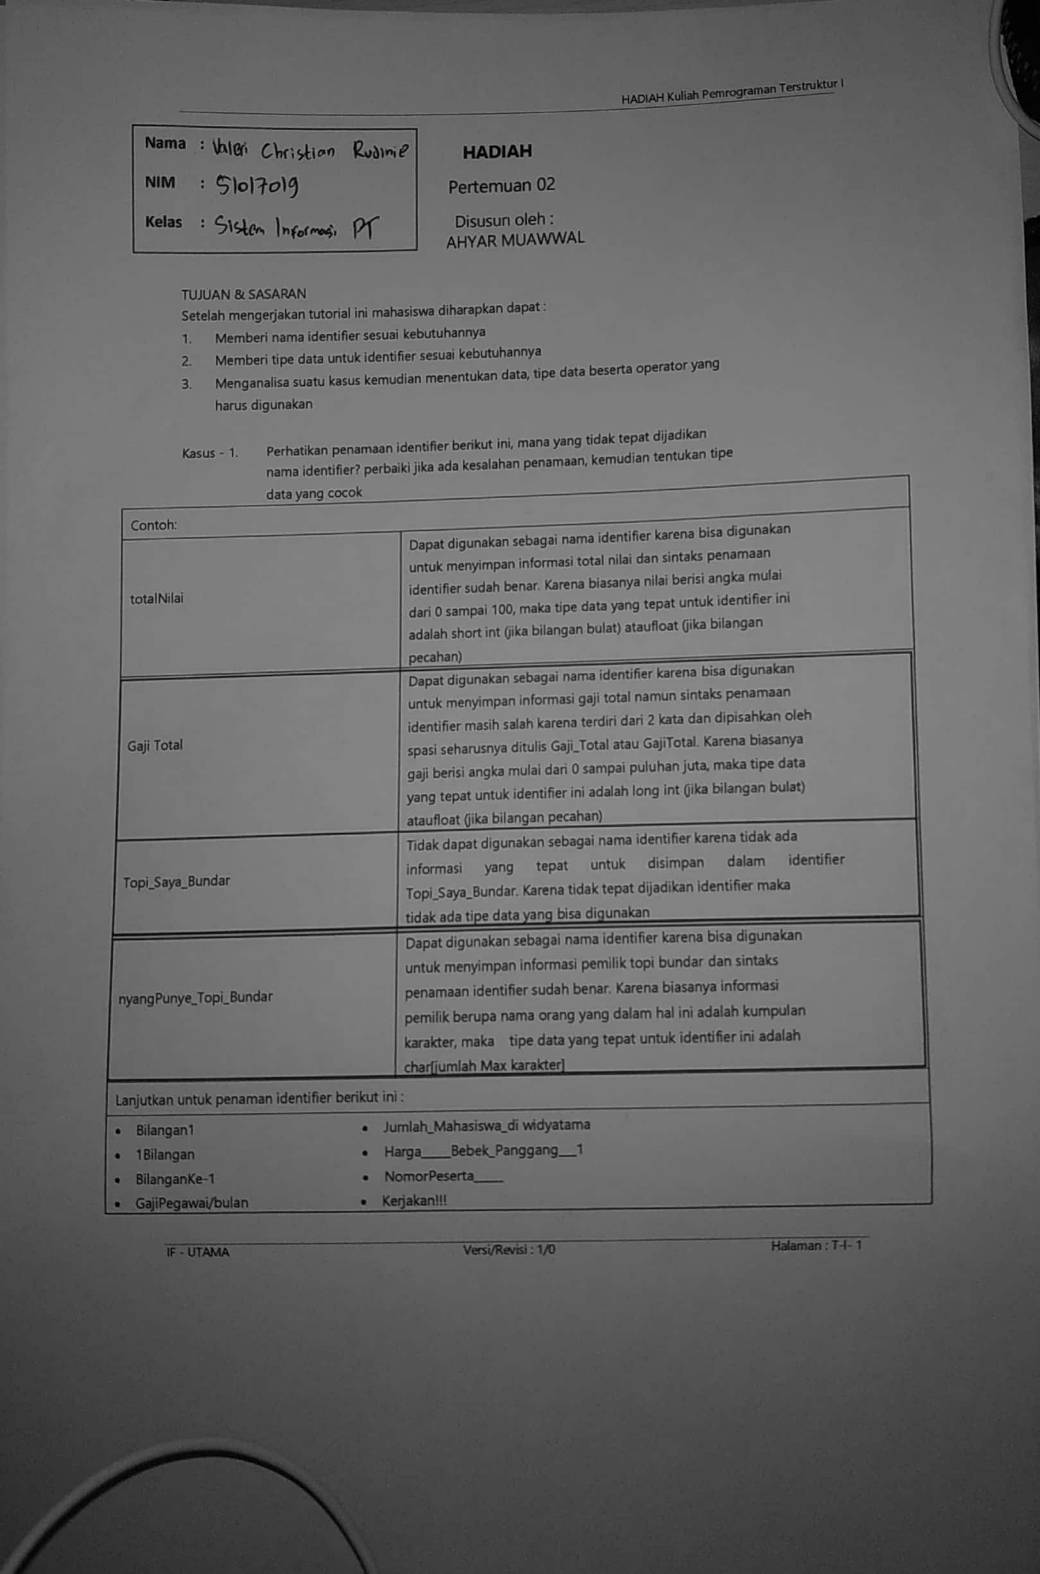 HADIAH Kuliah Pemrograman Terstruktur I
Nama : Valeri Christian Rudinie
NIM : 51017019
Kelas : Sistem Informasi PT
HADIAH
Pertemuan 02
Disusun oleh :
AHYAR MUAWWAL
TUJUAN & SASARAN
Setelah mengerjakan tutorial ini mahasiswa diharapkan dapat :
1. Memberi nama identifier sesuai kebutuhannya
2. Memberi tipe data untuk identifier sesuai kebutuhannya
3. Menganalisa suatu kasus kemudian menentukan data, tipe data beserta operator yang
harus digunakan
Kasus - 1. Perhatikan penamaan identifier berikut ini, mana yang tidak tepat dijadikan
nama identifier? perbaiki jika ada kesalahan penamaan, kemudian tentukan tipe
data yang cocok
Contoh:
totalNilai
Dapat digunakan sebagai nama identifier karena bisa digunakan
untuk menyimpan informasi total nilai dan sintaks penamaan
identifier sudah benar. Karena biasanya nilai berisi angka mulai
dari 0 sampai 100, maka tipe data yang tepat untuk identifier ini
adalah short int (jika bilangan bulat) ataufloat (jika bilangan
pecahan)
Gaji Total
Dapat digunakan sebagai nama identifier karena bisa digunakan
untuk menyimpan informasi gaji total namun sintaks penamaan
identifier masih salah karena terdiri dari 2 kata dan dipisahkan oleh
spasi seharusnya ditulis Gaji_Total atau GajiTotal. Karena biasanya
gaji berisi angka mulai dari 0 sampai puluhan juta, maka tipe data
yang tepat untuk identifier ini adalah long int (jika bilangan bulat)
ataufloat (jika bilangan pecahan)
Topi_Saya_Bundar
Tidak dapat digunakan sebagai nama identifier karena tidak ada
informasi yang tepat untuk disimpan dalam identifier
Topi_Saya_Bundar. Karena tidak tepat dijadikan identifier maka
tidak ada tipe data yang bisa digunakan
nyangPunye_Topi_Bundar
Dapat digunakan sebagai nama identifier karena bisa digunakan
untuk menyimpan informasi pemilik topi bundar dan sintaks
penamaan identifier sudah benar. Karena biasanya informasi
pemilik berupa nama orang yang dalam hal ini adalah kumpulan
karakter, maka tipe data yang tepat untuk identifier ini adalah
char[jumlah Max karakter]
Lanjutkan untuk penaman identifier berikut ini :
• Bilangan1
• 1Bilangan
• BilanganKe-1
• GajiPegawai/bulan
• Jumlah_Mahasiswa_di widyatama
• Harga____Bebek_Panggang___1
• NomorPeserta____
• Kerjakan!!!
IF - UTAMA
Versi/Revisi : 1/0
Halaman : T-I- 1